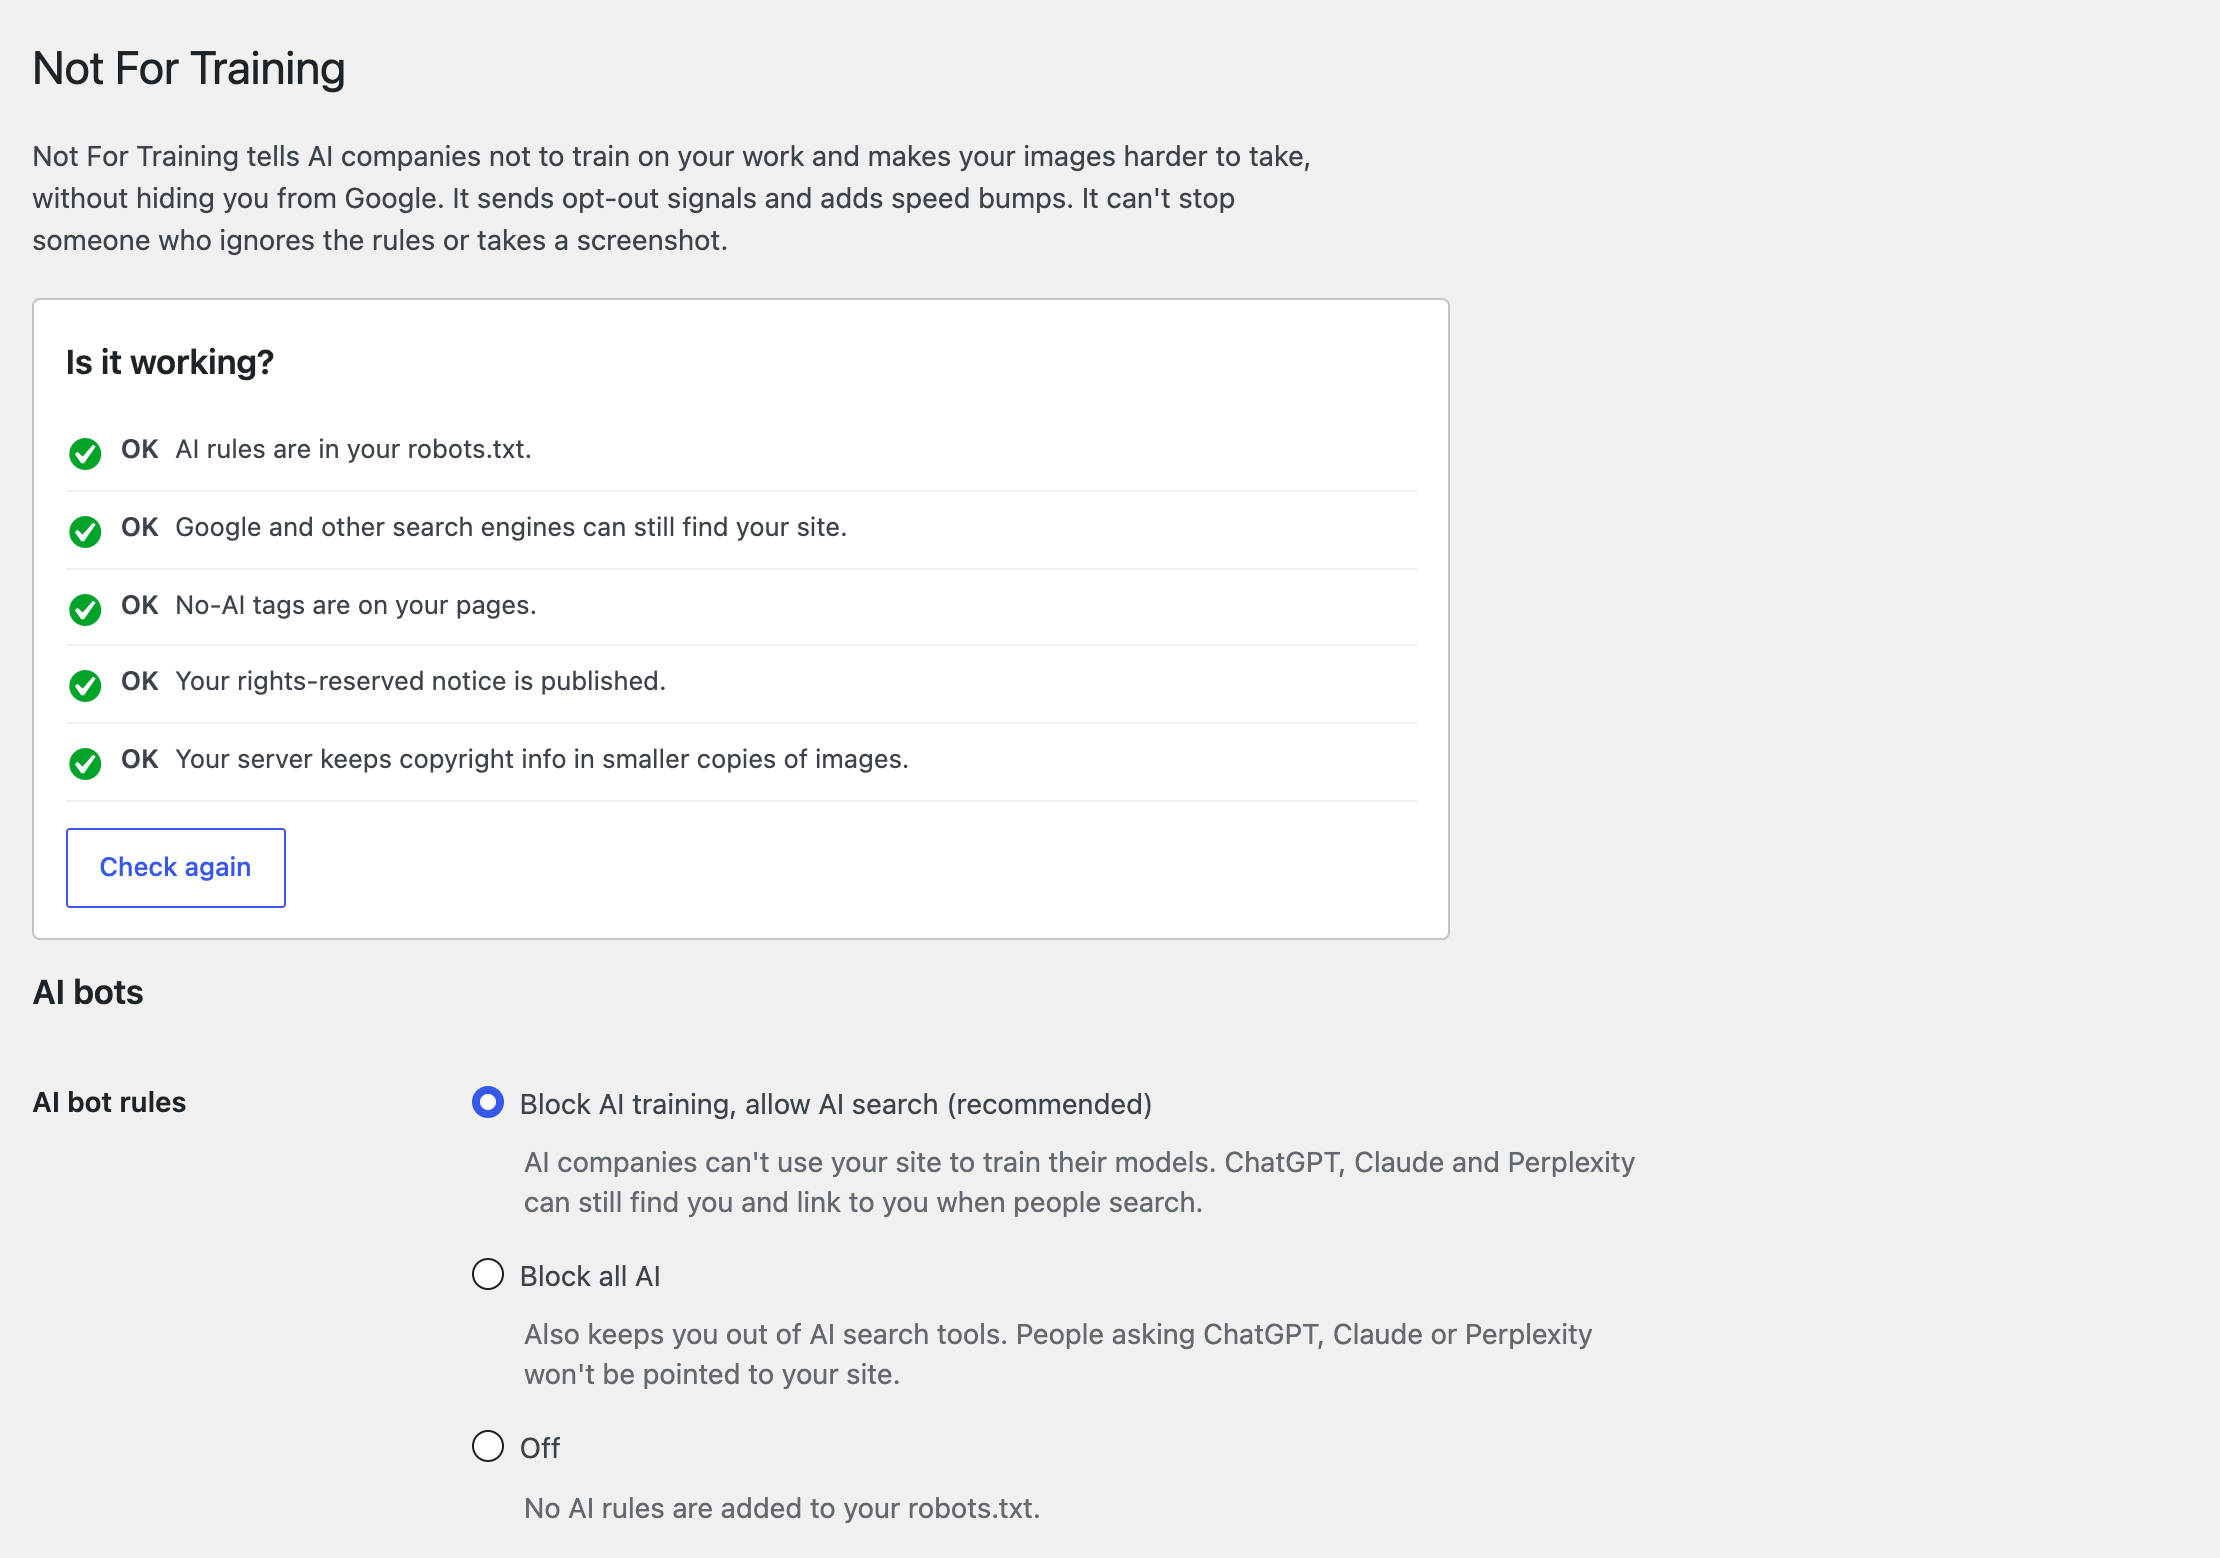 Not For Training
Not For Training tells AI companies not to train on your work and makes your images harder to take,
without hiding you from Google. It sends opt-out signals and adds speed bumps. It can't stop
someone who ignores the rules or takes a screenshot.
Is it working?
OK AI rules are in your robots.txt.
OK Google and other search engines can still find your site.
OK No-AI tags are on your pages.
OK Your rights-reserved notice is published.
OK Your server keeps copyright info in smaller copies of images.
Check again
AI bots
AI bot rules
Block AI training, allow AI search (recommended)
AI companies can't use your site to train their models. ChatGPT, Claude and Perplexity
can still find you and link to you when people search.
Block all AI
Also keeps you out of AI search tools. People asking ChatGPT, Claude or Perplexity
won't be pointed to your site.
Off
No AI rules are added to your robots.txt.